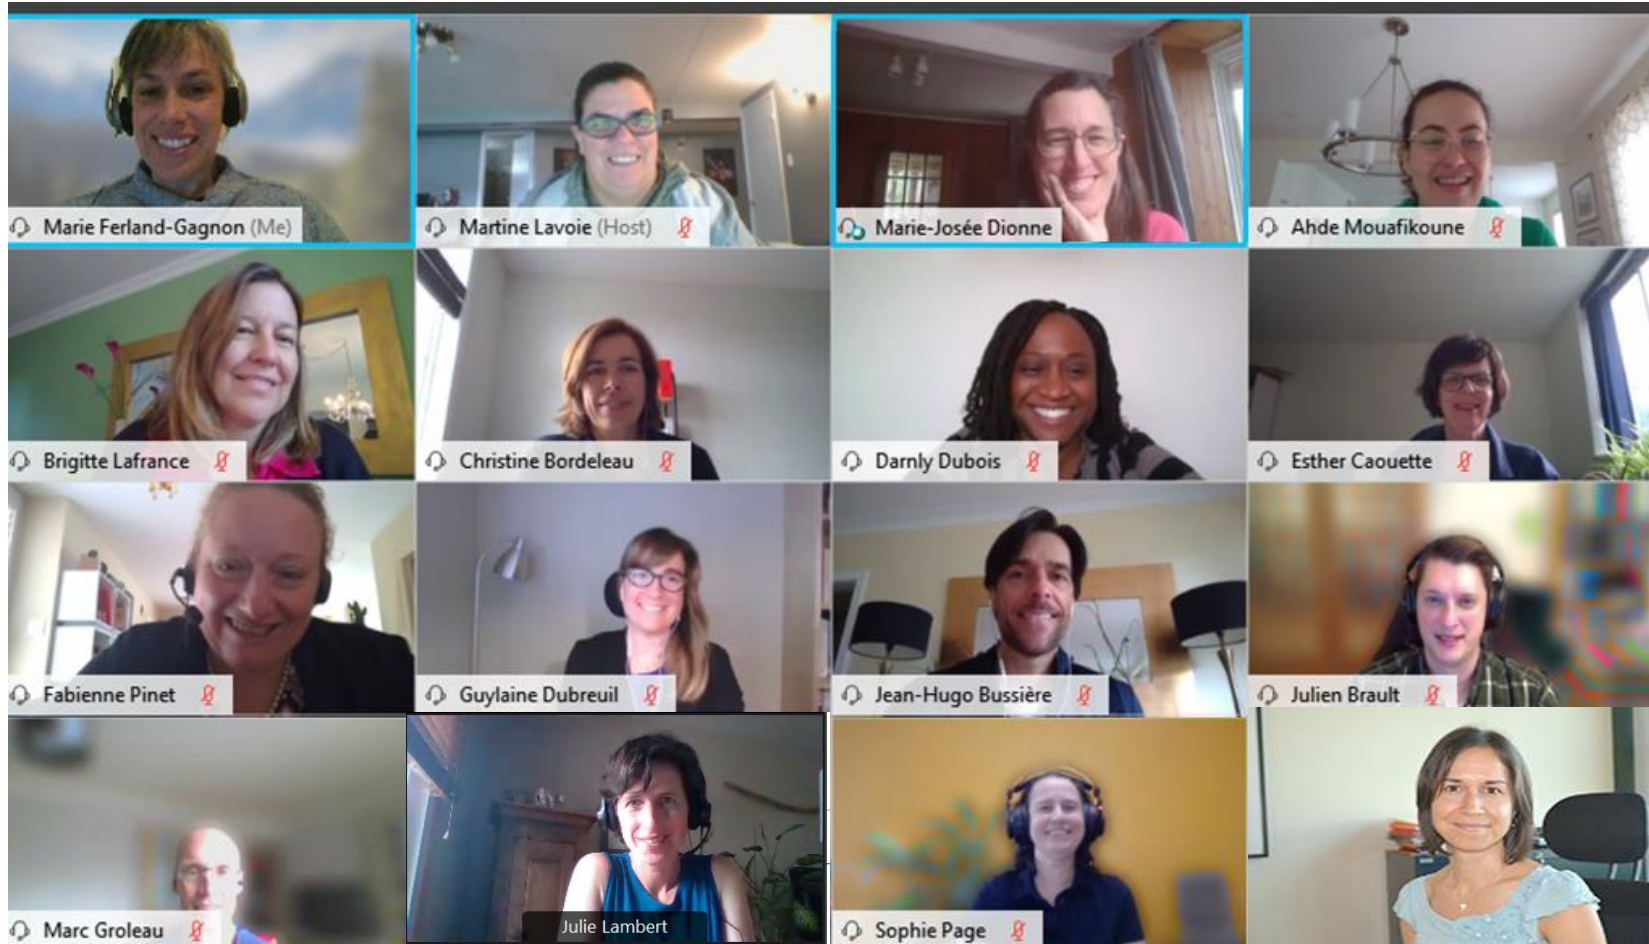 Marie Ferland-Gagnon (Me)
Martine Lavoie (Host)
Marie-Josée Dionne
Ahde Mouafikoune
Brigitte Lafrance
Christine Bordeleau
Darnly Dubois
Esther Caouette
Fabienne Pinet
Guylaine Dubreuil
Jean-Hugo Bussière
Julien Brault
Marc Groleau
Julie Lambert
Sophie Page